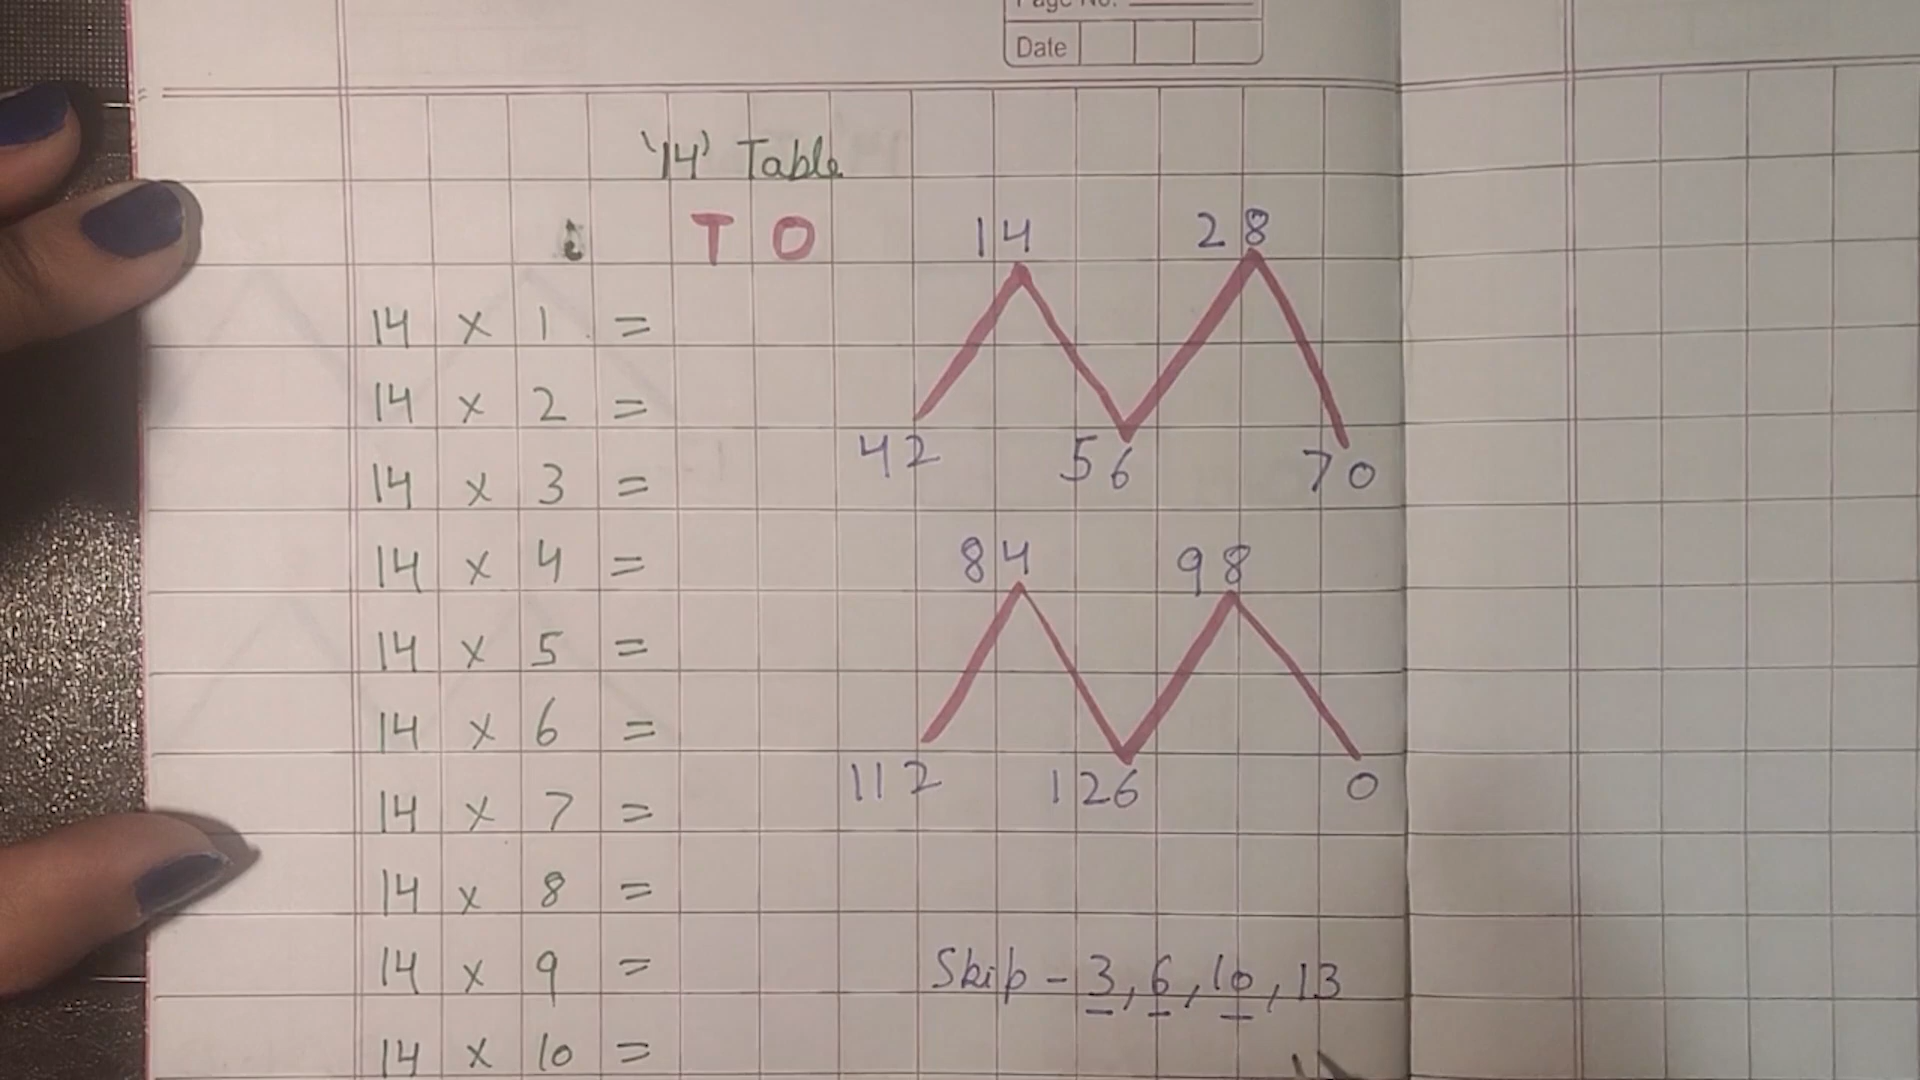 Page No.
Date
'14' Table
T O
14 x 1 =
14 x 2 =
14 x 3 =
14 x 4 =
14 x 5 =
14 x 6 =
14 x 7 =
14 x 8 =
14 x 9 =
14 x 10 =
14 28
42 56 70
84 98
112 126 0
Skip - 3, 6, 10, 13